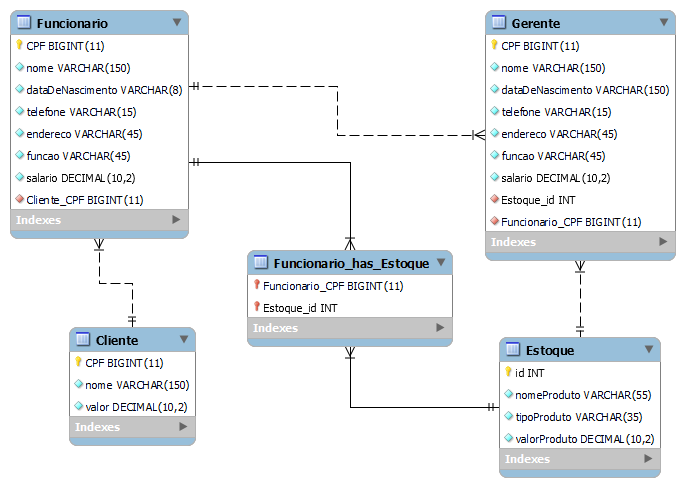 Funcionario
CPF BIGINT(11)
nome VARCHAR(150)
dataDeNascimento VARCHAR(8)
telefone VARCHAR(15)
endereco VARCHAR(45)
funcao VARCHAR(45)
salario DECIMAL(10,2)
Cliente_CPF BIGINT(11)
Indexes
Gerente
CPF BIGINT(11)
nome VARCHAR(150)
dataDeNascimento VARCHAR(150)
telefone VARCHAR(15)
endereco VARCHAR(45)
funcao VARCHAR(45)
salario DECIMAL(10,2)
Estoque_id INT
Funcionario_CPF BIGINT(11)
Indexes
Funcionario_has_Estoque
Funcionario_CPF BIGINT(11)
Estoque_id INT
Indexes
Cliente
CPF BIGINT(11)
nome VARCHAR(150)
valor DECIMAL(10,2)
Indexes
Estoque
id INT
nomeProduto VARCHAR(55)
tipoProduto VARCHAR(35)
valorProduto DECIMAL(10,2)
Indexes